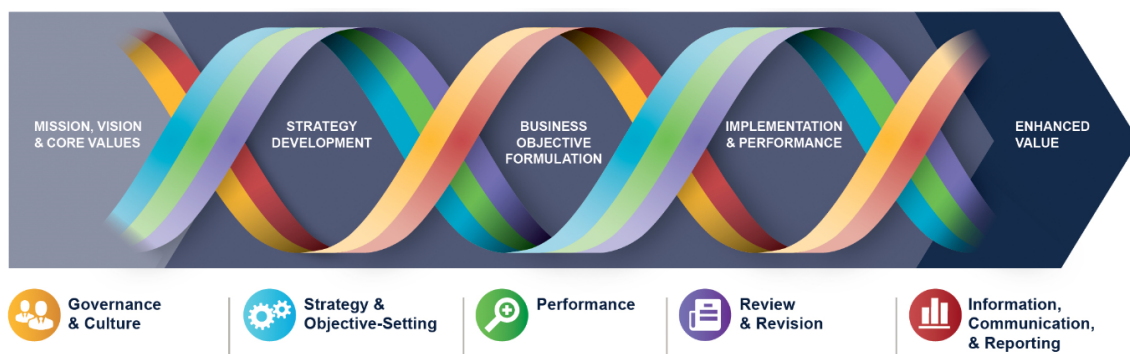 MISSION, VISION
& CORE VALUES
STRATEGY
DEVELOPMENT
BUSINESS
OBJECTIVE
FORMULATION
IMPLEMENTATION
& PERFORMANCE
ENHANCED
VALUE
Governance
& Culture
Strategy &
Objective-Setting
Performance
Review
& Revision
Information,
Communication,
& Reporting